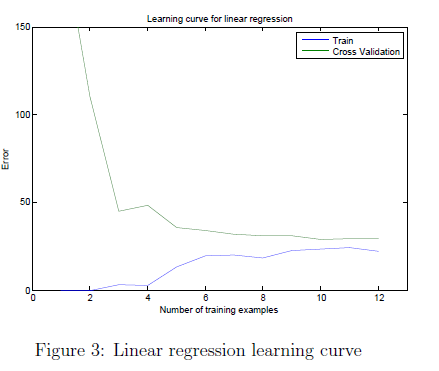 Learning curve for linear regression
150
Train
Cross Validation
100
Error
50
0
0 2 4 6 8 10 12
Number of training examples
Figure 3: Linear regression learning curve